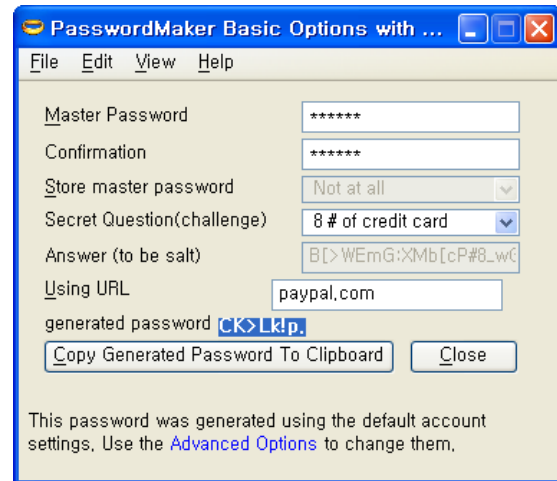 PasswordMaker Basic Options with ...
File Edit View Help
Master Password ******
Confirmation ******
Store master password Not at all
Secret Question(challenge) 8 # of credit card
Answer (to be salt) B[>WEmG:XMb[cP#8_w
Using URL paypal.com
generated password CK>Lk!p.
Copy Generated Password To Clipboard Close
This password was generated using the default account
settings. Use the Advanced Options to change them.